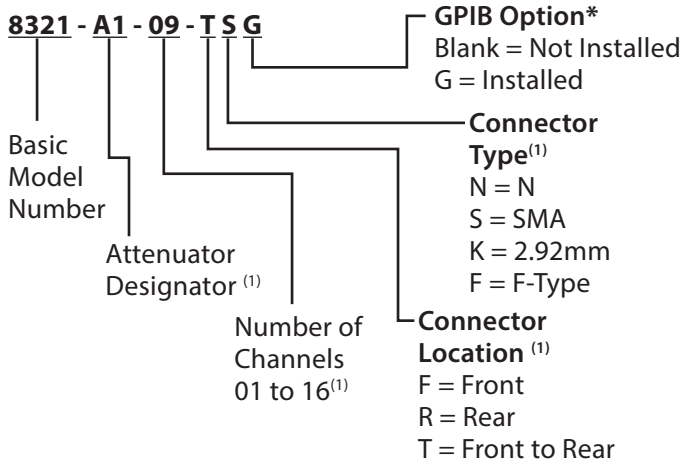 8321 - A1 - 09 - T S G
GPIB Option*
Blank = Not Installed
G = Installed
Connector
Type(1)
N = N
S = SMA
K = 2.92mm
F = F-Type
Basic
Model
Number
Attenuator
Designator (1)
Number of
Channels
01 to 16(1)
Connector
Location (1)
F = Front
R = Rear
T = Front to Rear